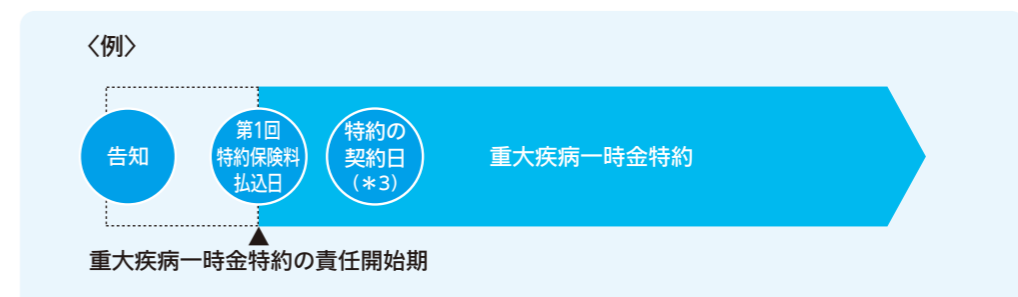 〈例〉
告知
第1回
特約保険料
払込日
特約の
契約日
(*3)
重大疾病一時金特約
重大疾病一時金特約の責任開始期